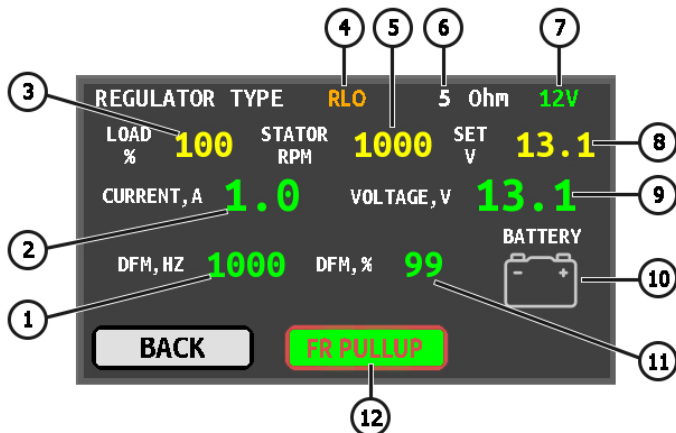 4 5 6 7
3
REGULATOR TYPE RLO 5 Ohm 12V
LOAD % 100 STATOR RPM 1000 SET V 13.1 8
CURRENT,A 1.0 VOLTAGE,V 13.1 9
2
BATTERY
DFM,HZ 1000 DFM,% 99 - + 10
1
BACK FR PULLUP 11
12